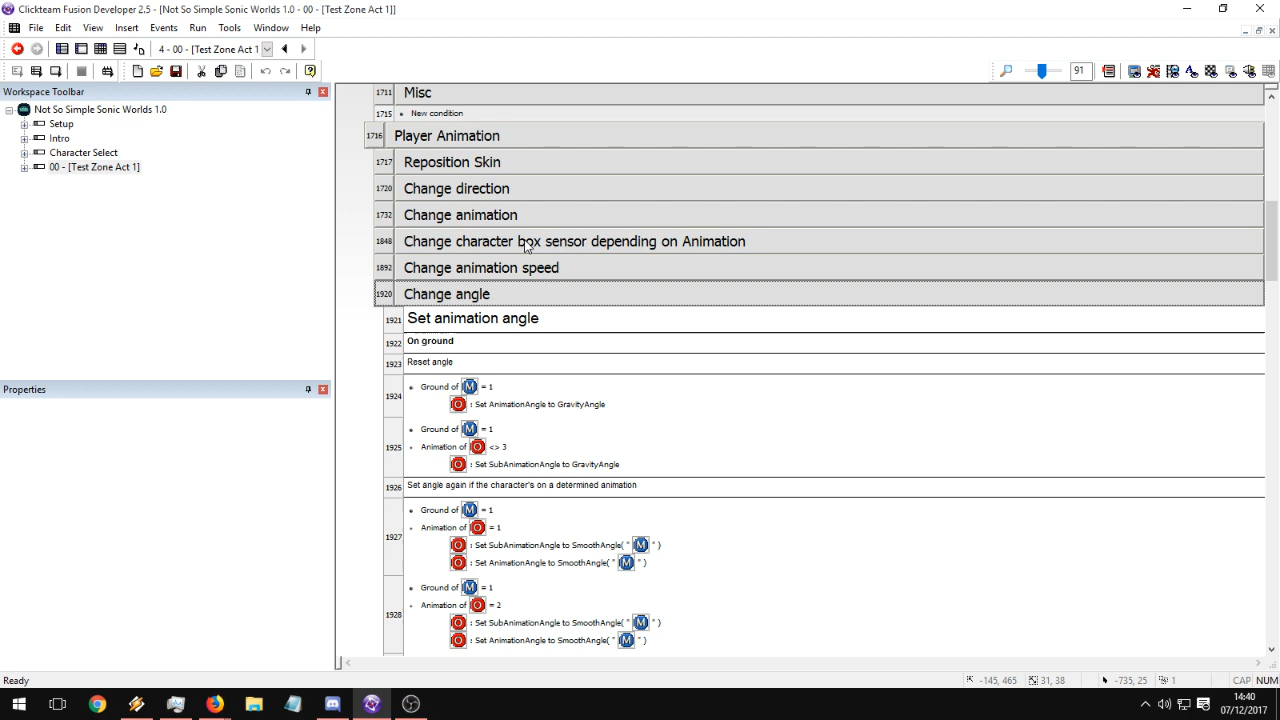 Clickteam Fusion Developer 2.5 - [Not So Simple Sonic Worlds 1.0 - 00 - [Test Zone Act 1]]
File Edit View Insert Events Run Tools Window Help
4 - 00 - [Test Zone Act 1
91
Workspace Toolbar
Not So Simple Sonic Worlds 1.0
Setup
Intro
Character Select
00 - [Test Zone Act 1]
Properties
1711 Misc
1715 New condition
1716 Player Animation
1717 Reposition Skin
1720 Change direction
1732 Change animation
1848 Change character box sensor depending on Animation
1892 Change animation speed
1920 Change angle
1921 Set animation angle
1922 On ground
1923 Reset angle
1924
Ground of M = 1
O : Set AnimationAngle to GravityAngle
1925
Ground of M = 1
Animation of O <> 3
O : Set SubAnimationAngle to GravityAngle
1926 Set angle again if the character's on a determined animation
1927
Ground of M = 1
Animation of O = 1
O : Set SubAnimationAngle to SmoothAngle( " M " )
O : Set AnimationAngle to SmoothAngle( " M " )
1928
Ground of M = 1
Animation of O = 2
O : Set SubAnimationAngle to SmoothAngle( " M " )
O : Set AnimationAngle to SmoothAngle( " M " )
Ready
-145, 465 31, 38 -735, 25 1 CAP NUM
14:40
07/12/2017